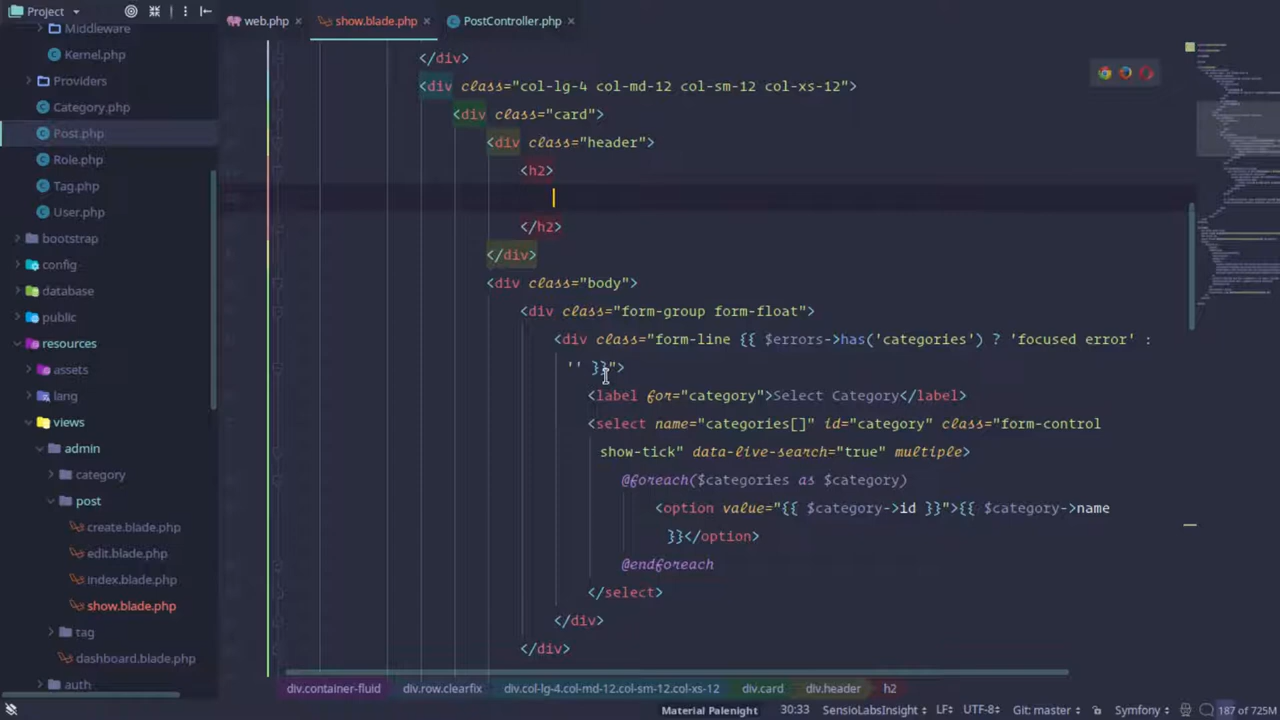 Project
web.php
show.blade.php
PostController.php
Middleware
Kernel.php
Providers
Category.php
Post.php
Role.php
Tag.php
User.php
bootstrap
config
database
public
resources
assets
lang
views
admin
category
post
create.blade.php
edit.blade.php
index.blade.php
show.blade.php
tag
dashboard.blade.php
auth
</div>
<div class="col-lg-4 col-md-12 col-sm-12 col-xs-12">
<div class="card">
<div class="header">
<h2>
</h2>
</div>
<div class="body">
<div class="form-group form-float">
<div class="form-line {{ $errors->has('categories') ? 'focused error' :
'' }}">
<label for="category">Select Category</label>
<select name="categories[]" id="category" class="form-control
show-tick" data-live-search="true" multiple>
@foreach($categories as $category)
<option value="{{ $category->id }}">{{ $category->name
}}</option>
@endforeach
</select>
</div>
</div>
div.container-fluid div.row.clearfix div.col-lg-4.col-md-12.col-sm-12.col-xs-12 div.card div.header h2
Material Palenight 30:33 SensioLabsInsight LF UTF-8 Git: master Symfony 187 of 725M